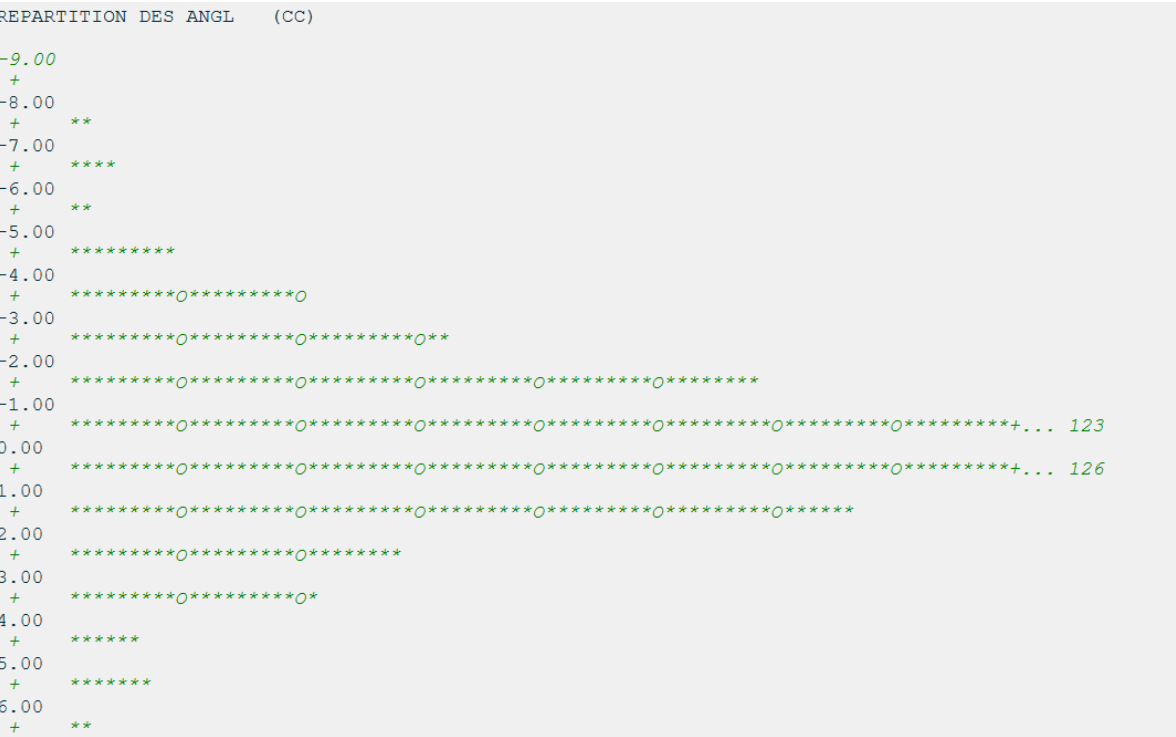 REPARTITION DES ANGL   (CC)
-9.00
+
-8.00
+    **
-7.00
+    ****
-6.00
+    **
-5.00
+    *********
-4.00
+    *********O*********O
-3.00
+    *********O*********O*********O**
-2.00
+    *********O*********O*********O*********O*********O********
-1.00
+    *********O*********O*********O*********O*********O*********O*********O*********+... 123
0.00
+    *********O*********O*********O*********O*********O*********O*********O*********+... 126
1.00
+    *********O*********O*********O*********O*********O*********O******
2.00
+    *********O*********O********
3.00
+    *********O*********O*
4.00
+    ******
5.00
+    *******
6.00
+    **